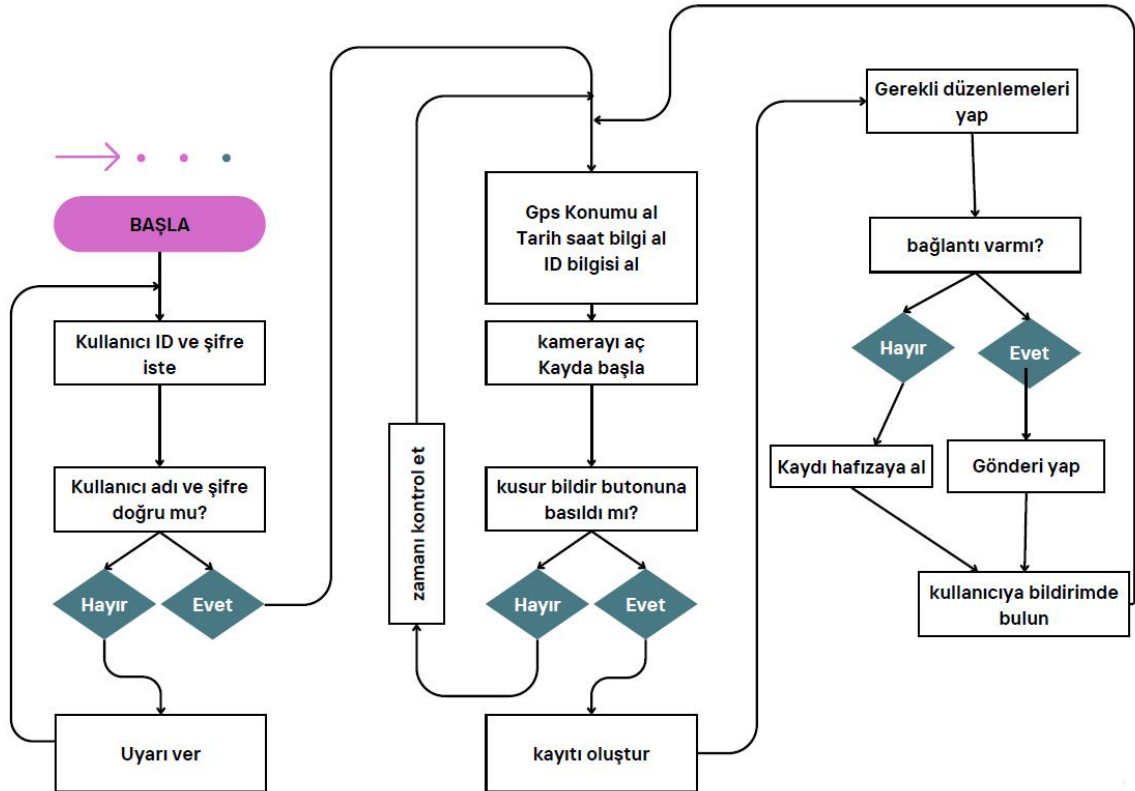 BAŞLA
Kullanıcı ID ve şifre
iste
Kullanıcı adı ve şifre
doğru mu?
Hayır
Evet
Uyarı ver
Gps Konumu al
Tarih saat bilgi al
ID bilgisi al
kamerayı aç
Kayda başla
zamanı kontrol et
kusur bildir butonuna
basıldı mı?
Hayır
Evet
kayıtı oluştur
Gerekli düzenlemeleri
yap
bağlantı varmı?
Hayır
Evet
Kaydı hafızaya al
Gönderi yap
kullanıcıya bildirimde
bulun